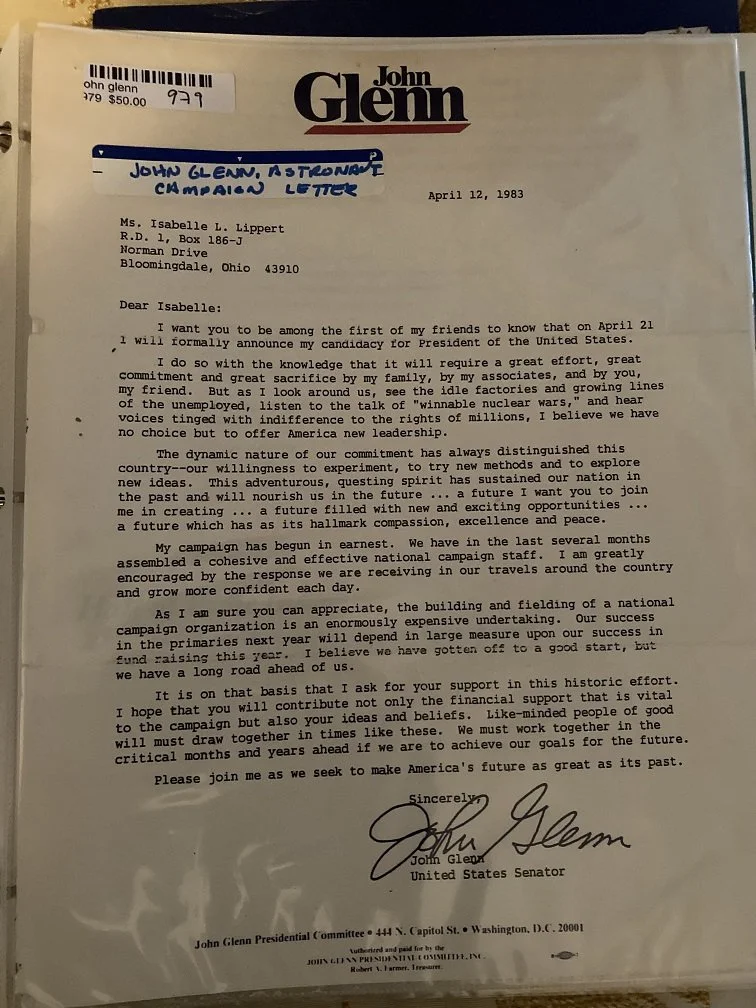 ohn glenn
979 $50.00 979
John
Glenn
- JOHN GLENN, ASTRONAUT
CAMPAIGN LETTER
April 12, 1983
Ms. Isabelle L. Lippert
R.D. 1, Box 186-J
Norman Drive
Bloomingdale, Ohio 43910
Dear Isabelle:
I want you to be among the first of my friends to know that on April 21
I will formally announce my candidacy for President of the United States.
I do so with the knowledge that it will require a great effort, great
commitment and great sacrifice by my family, by my associates, and by you,
my friend. But as I look around us, see the idle factories and growing lines
of the unemployed, listen to the talk of "winnable nuclear wars," and hear
voices tinged with indifference to the rights of millions, I believe we have
no choice but to offer America new leadership.
The dynamic nature of our commitment has always distinguished this
country--our willingness to experiment, to try new methods and to explore
new ideas. This adventurous, questing spirit has sustained our nation in
the past and will nourish us in the future ... a future I want you to join
me in creating ... a future filled with new and exciting opportunities ...
a future which has as its hallmark compassion, excellence and peace.
My campaign has begun in earnest. We have in the last several months
assembled a cohesive and effective national campaign staff. I am greatly
encouraged by the response we are receiving in our travels around the country
and grow more confident each day.
As I am sure you can appreciate, the building and fielding of a national
campaign organization is an enormously expensive undertaking. Our success
in the primaries next year will depend in large measure upon our success in
fund raising this year. I believe we have gotten off to a good start, but
we have a long road ahead of us.
It is on that basis that I ask for your support in this historic effort.
I hope that you will contribute not only the financial support that is vital
to the campaign but also your ideas and beliefs. Like-minded people of good
will must draw together in times like these. We must work together in the
critical months and years ahead if we are to achieve our goals for the future.
Please join me as we seek to make America's future as great as its past.
Sincerely,
John Glenn
John Glenn
United States Senator
John Glenn Presidential Committee • 444 N. Capitol St. • Washington, D.C. 20001
Authorized and paid for by the
JOHN GLENN PRESIDENTIAL COMMITTEE, INC.
Robert A. Farmer, Treasurer